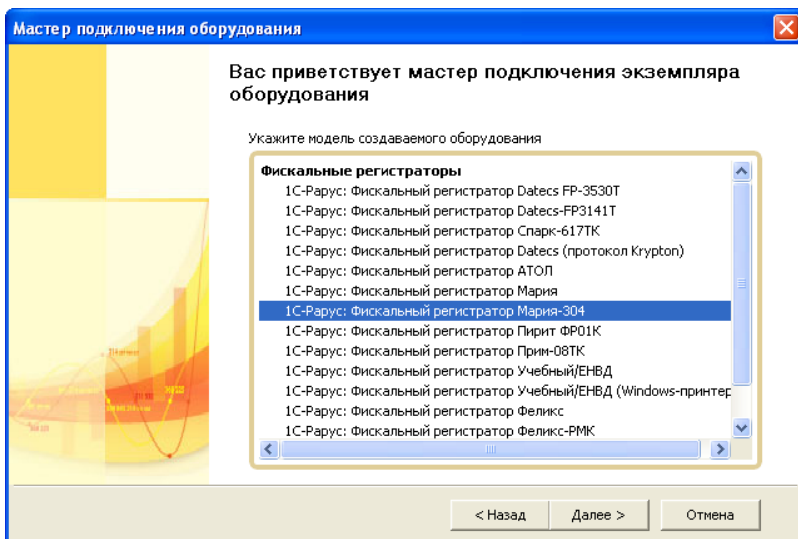 Мастер подключения оборудования
Вас приветствует мастер подключения экземпляра
оборудования
Укажите модель создаваемого оборудования
Фискальные регистраторы
1С-Рарус: Фискальный регистратор Datecs FP-3530T
1С-Рарус: Фискальный регистратор Datecs-FP3141T
1С-Рарус: Фискальный регистратор Спарк-617ТК
1С-Рарус: Фискальный регистратор Datecs (протокол Krypton)
1С-Рарус: Фискальный регистратор АТОЛ
1С-Рарус: Фискальный регистратор Мария
1С-Рарус: Фискальный регистратор Мария-304
1С-Рарус: Фискальный регистратор Пирит ФР01К
1С-Рарус: Фискальный регистратор Прим-08ТК
1С-Рарус: Фискальный регистратор Учебный/ЕНВД
1С-Рарус: Фискальный регистратор Учебный/ЕНВД (Windows-принтер
1С-Рарус: Фискальный регистратор Феликс
1С-Рарус: Фискальный регистратор Феликс-РМК
< Назад
Далее >
Отмена